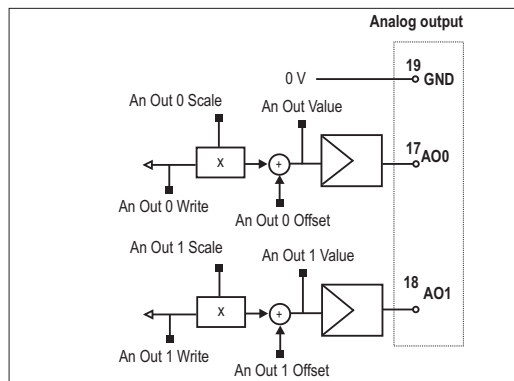 Analog output
19
0 V
GND
An Out 0 Scale
An Out Value
17
AO0
X
+
An Out 0 Write
An Out 0 Offset
An Out 1 Scale
An Out 1 Value
18
AO1
X
+
An Out 1 Write
An Out 1 Offset